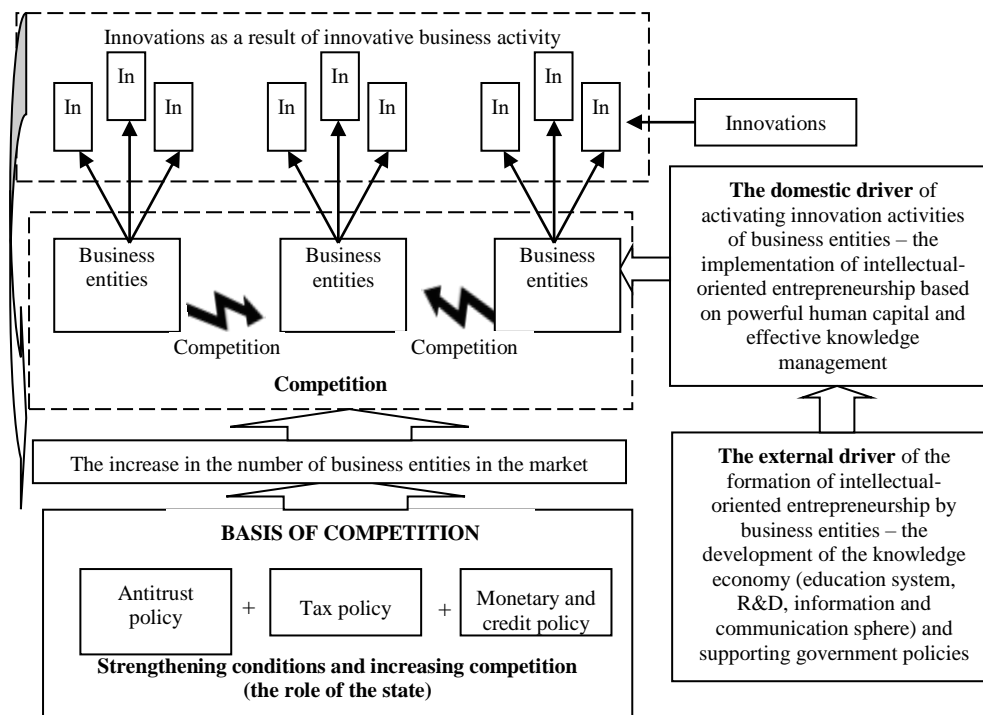 Innovations as a result of innovative business activity
In
In
In
In
In
In
In
In
In
Innovations
Business
entities
Business
entities
Business
entities
Competition
Competition
Competition
The domestic driver of
activating innovation activities
of business entities – the
implementation of intellectual-
oriented entrepreneurship based
on powerful human capital and
effective knowledge
management
The increase in the number of business entities in the market
The external driver of the
formation of intellectual-
oriented entrepreneurship by
business entities – the
development of the knowledge
economy (education system,
R&D, information and
communication sphere) and
supporting government policies
BASIS OF COMPETITION
Antitrust
policy
+
Tax policy
+
Monetary and
credit policy
Strengthening conditions and increasing competition
(the role of the state)